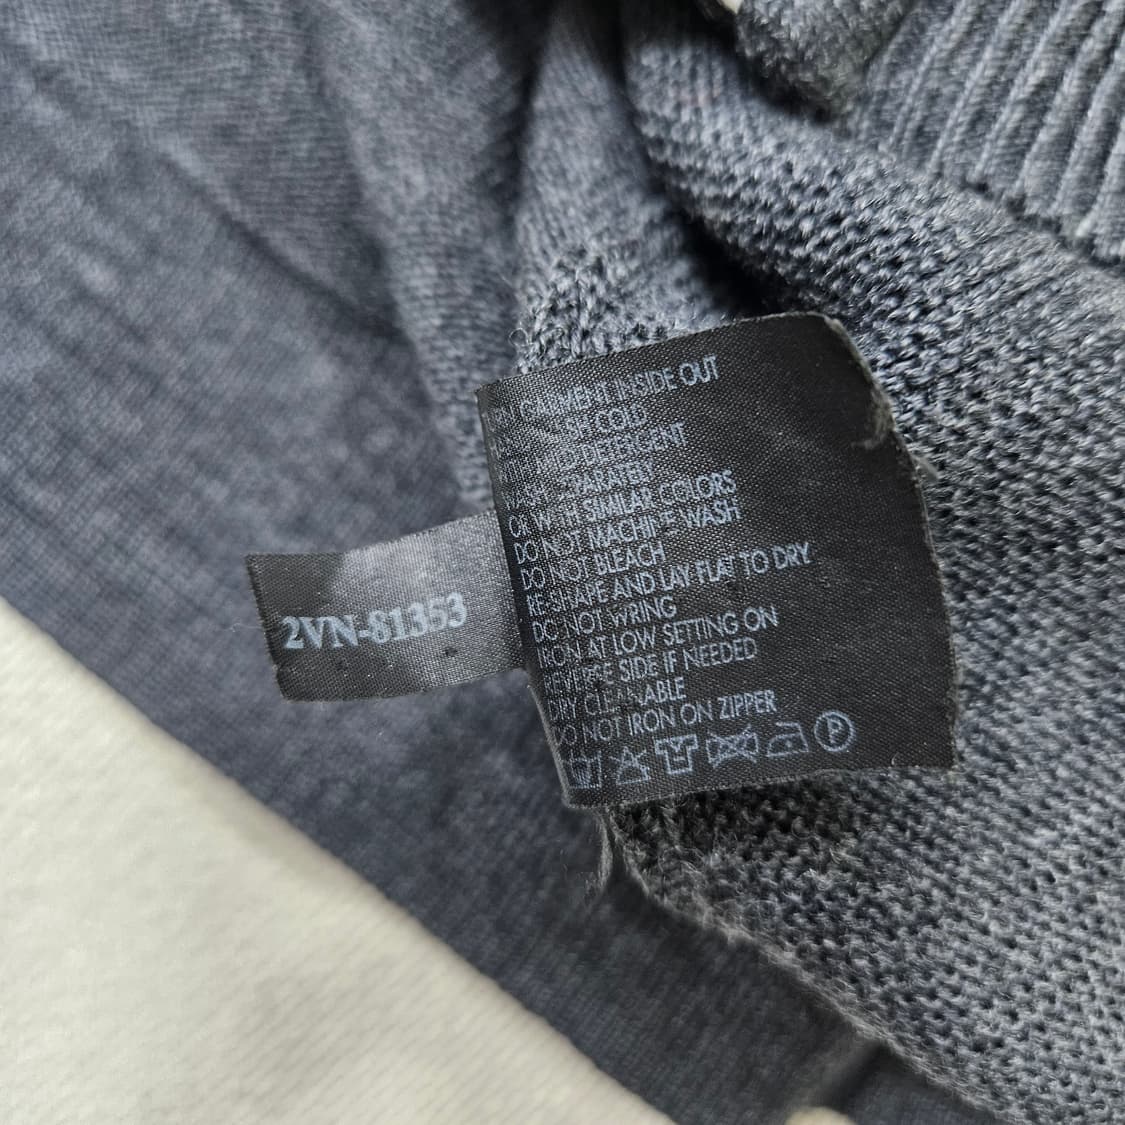 GARMENT INSIDE OUT
COLD
DETERGENT
OR WITH SIMILAR COLORS
DO NOT MACHINE WASH
DO NOT BLEACH
RE-SHAPE AND LAY FLAT TO DRY.
DO NOT WRING
IRON AT LOW SETTING ON
REVERSE SIDE IF NEEDED
DRY CLEANABLE
DO NOT IRON ON ZIPPER
P
2VN-81353